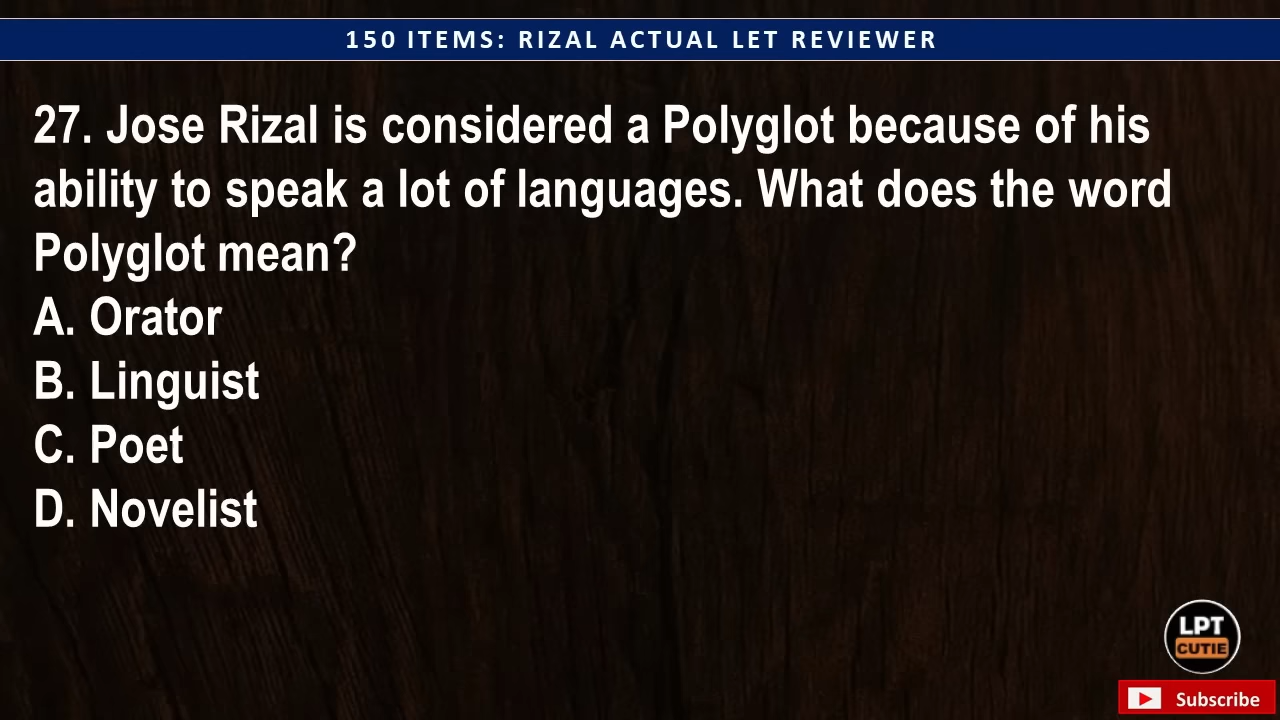 150 ITEMS: RIZAL ACTUAL LET REVIEWER
27. Jose Rizal is considered a Polyglot because of his
ability to speak a lot of languages. What does the word
Polyglot mean?
A. Orator
B. Linguist
C. Poet
D. Novelist
LPT
CUTIE
Subscribe